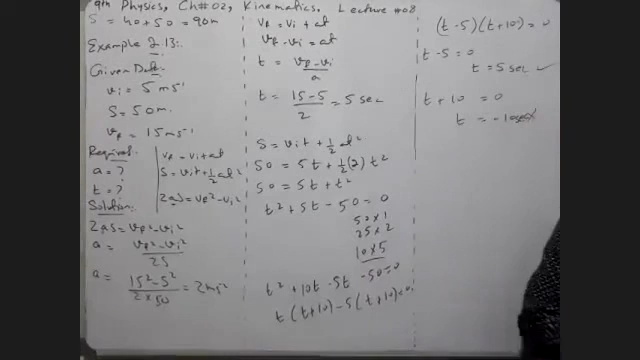 9th Physics, Ch#02, Kinematics, Lecture #08
S = 40+50 = 90m
Example 2.13:
Given Data
vi = 5 ms⁻¹
S = 50m.
vf = 15 ms⁻¹
Required
a = ?
t = ?
vf = vi + at
S = vit + 1/2 at²
2aS = vf² - vi²
Solution
2aS = vf² - vi²
a = vf² - vi² / 2S
a = 15² - 5² / 2 × 50 = 2ms⁻²
vf = vi + at
vf - vi = at
t = vf - vi / a
t = 15 - 5 / 2 = 5 sec
S = vit + 1/2 at²
50 = 5t + 1/2 (2) t²
50 = 5t + t²
t² + 5t - 50 = 0
50 × 1
25 × 2
10 × 5
t² + 10t - 5t - 50 = 0
t (t+10) - 5 (t+10) = 0
(t - 5) (t + 10) = 0
t - 5 = 0
t = 5 sec ✓
t + 10 = 0
t = -10 sec ×